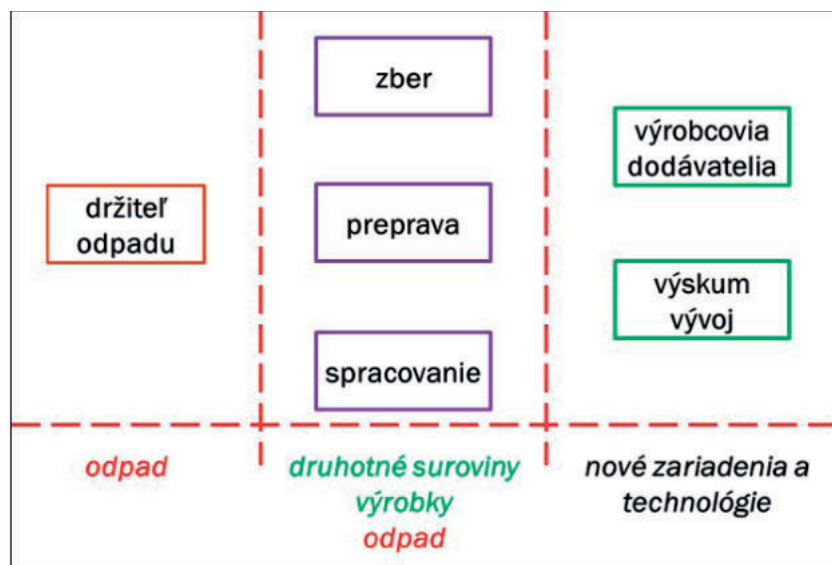 držiteľ
odpadu
zber
preprava
spracovanie
výrobcovia
dodávatelia
výskum
vývoj
odpad
druhotné suroviny
výrobky
odpad
nové zariadenia a
technológie